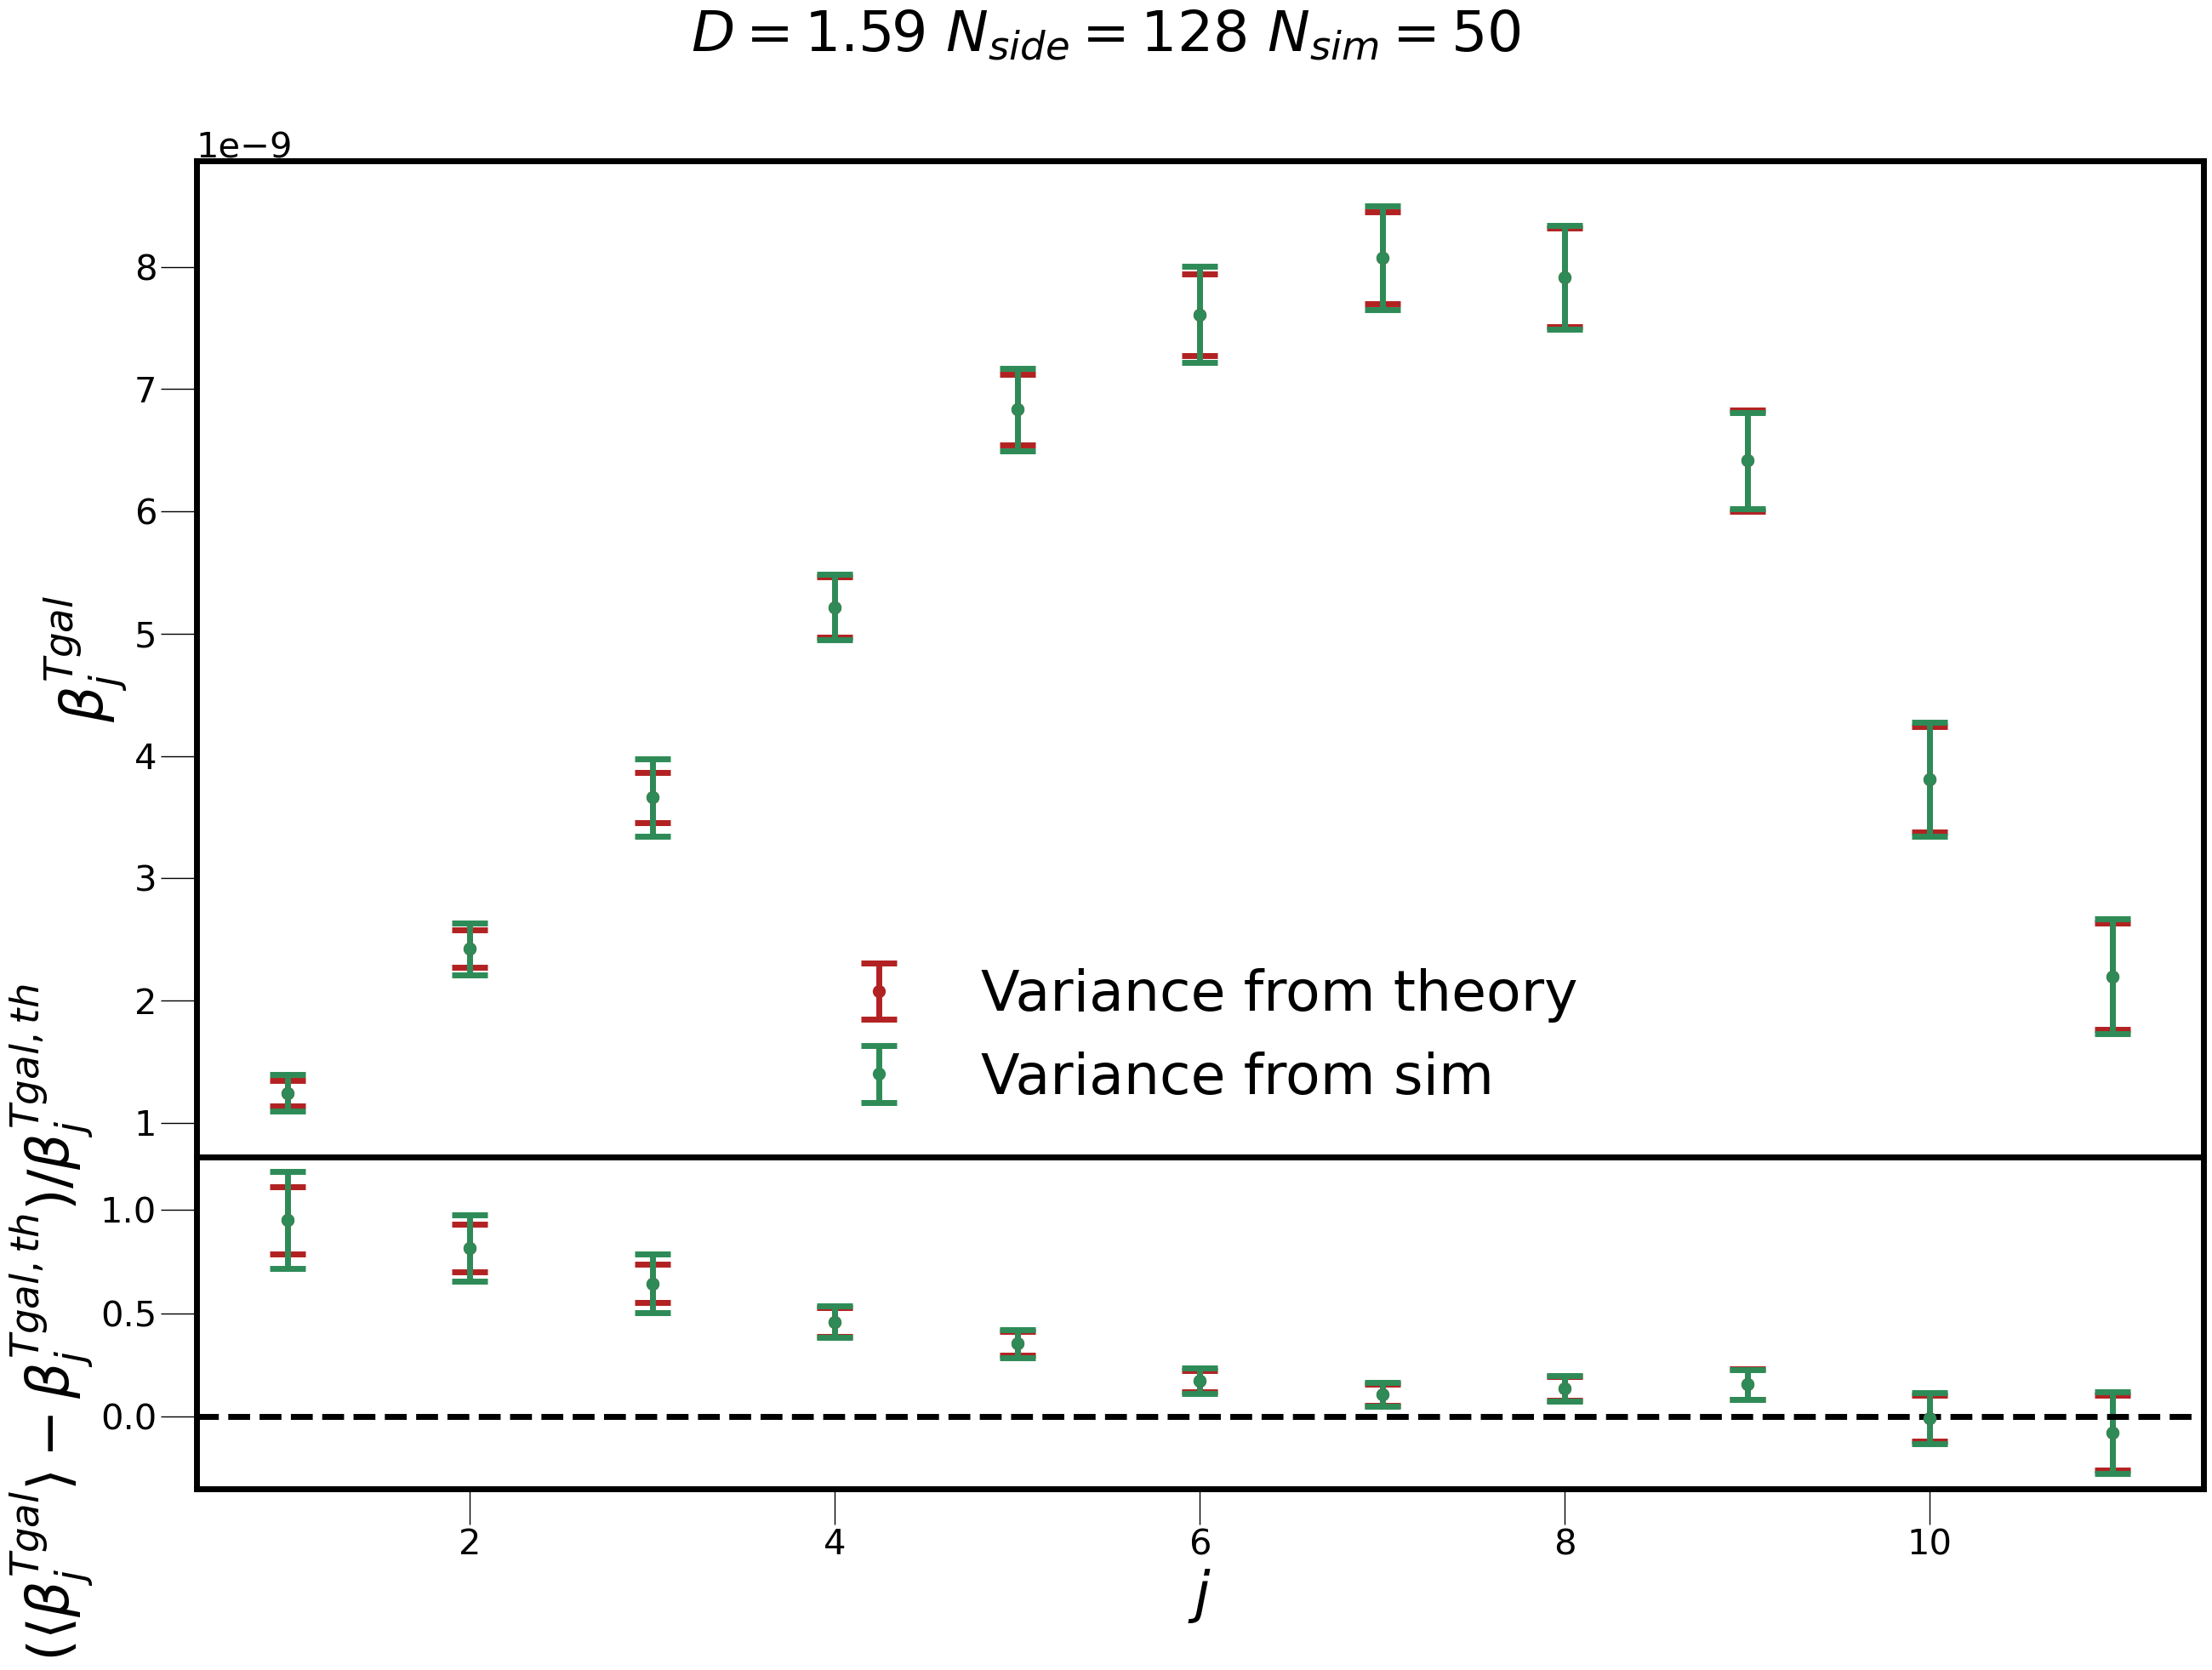 D = 1.59 N_side = 128 N_sim = 50
1e−9
β_j^Tgal
8
7
6
5
4
3
2
1
Variance from theory
Variance from sim
(⟨β_j^Tgal⟩ − β_j^Tgal, th)/β_j^Tgal, th
1.0
0.5
0.0
2 4 6 8 10
j